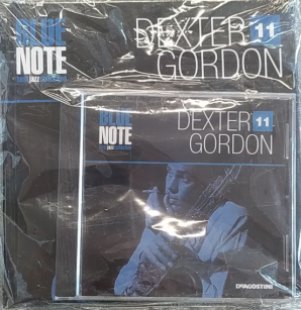 BLUE
NOTE
DEXTER 11
GORDON
BLUE
NOTE
DEXTER 11
GORDON
DEAGOSTINI